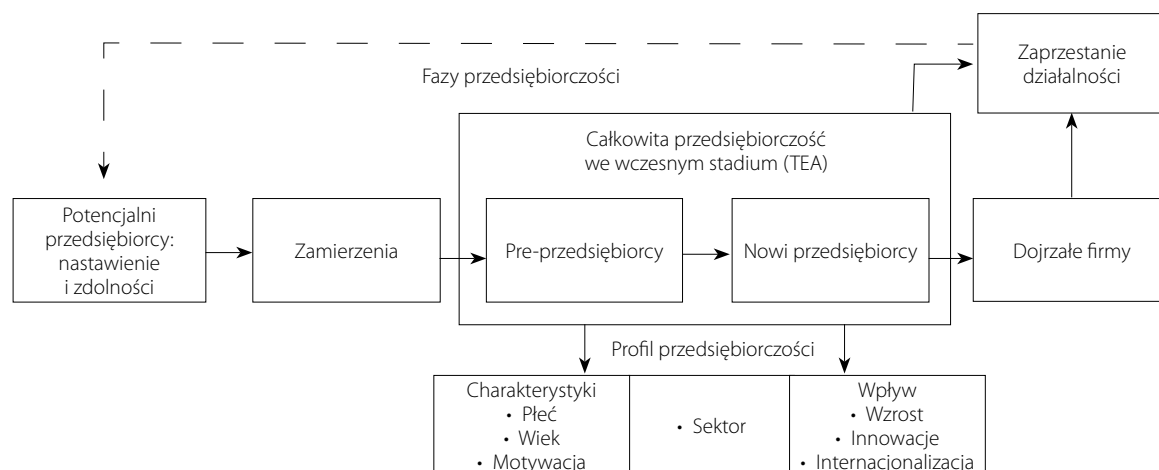 Zaprzestanie
działalności
Fazy przedsiębiorczości
Całkowita przedsiębiorczość
we wczesnym stadium (TEA)
Potencjalni
przedsiębiorcy:
nastawienie
i zdolności
Zamierzenia
Pre-przedsiębiorcy
Nowi przedsiębiorcy
Dojrzałe firmy
Profil przedsiębiorczości
Charakterystyki
• Płeć
• Wiek
• Motywacja
• Sektor
Wpływ
• Wzrost
• Innowacje
• Internacjonalizacja